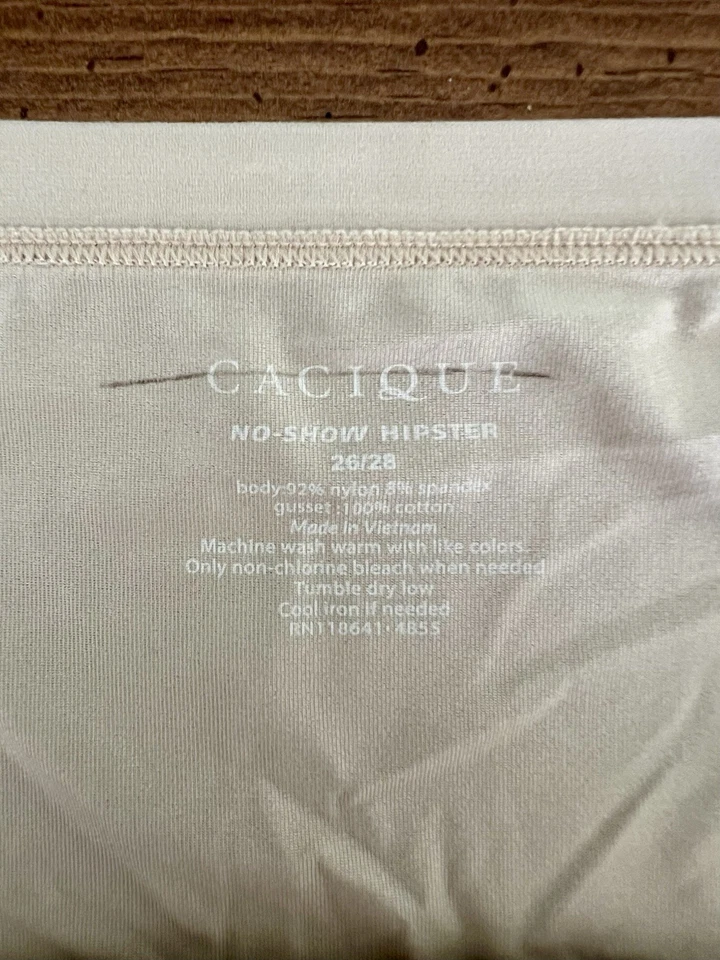 CACIQUE
NO-SHOW HIPSTER
26/28
body:92% nylon,8% spandex
gusset :100% cotton
Made In Vietnam
Machine wash warm with like colors.
Only non-chlorine bleach when needed
Tumble dry low
Cool iron if needed
RN118641·4855